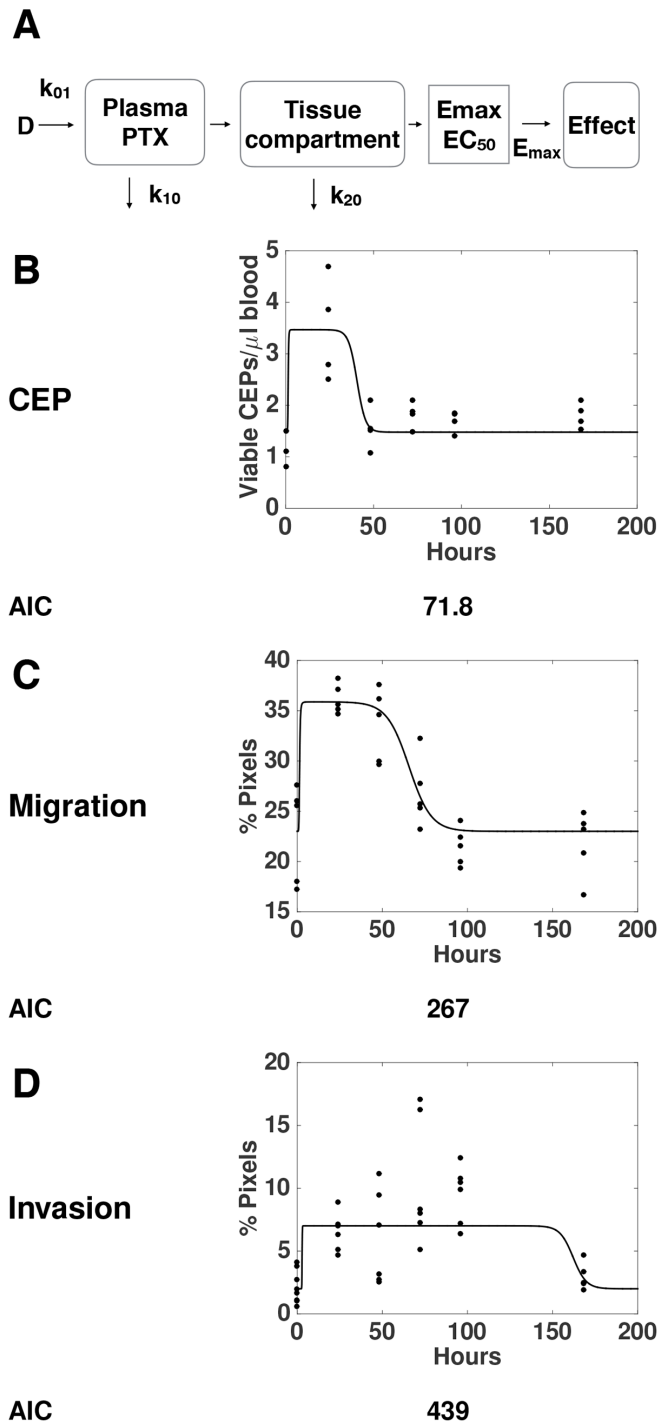 A
D
k₀₁
Plasma
PTX
Tissue
compartment
Emax
EC₅₀
Eₘₐₓ
Effect
k₁₀
k₂₀
B
CEP
Viable CEPs/μl blood
5
4
3
2
1
0
0 50 100 150 200
Hours
AIC 71.8
C
Migration
% Pixels
40
35
30
25
20
15
0 50 100 150 200
Hours
AIC 267
D
Invasion
% Pixels
20
15
10
5
0
0 50 100 150 200
Hours
AIC 439